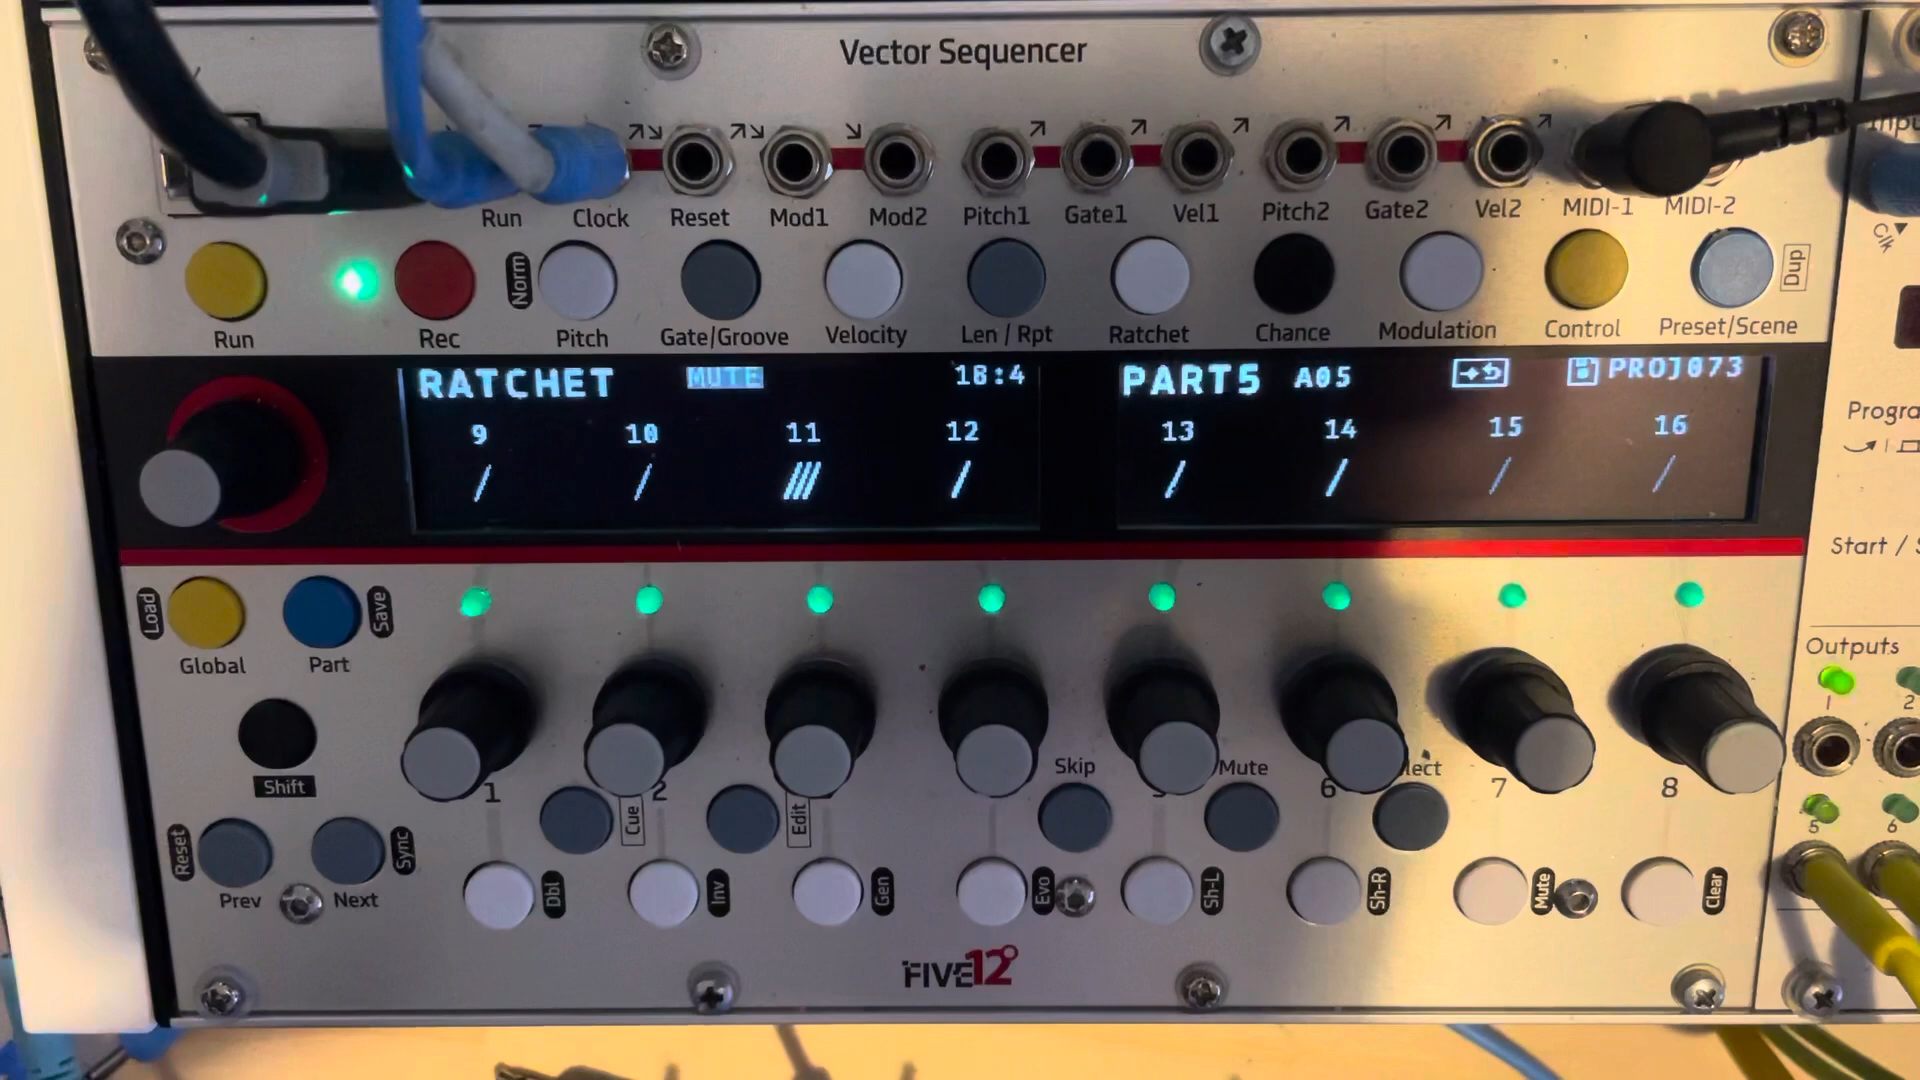 Vector Sequencer
Run Clock Reset Mod1 Mod2 Pitch1 Gate1 Vel1 Pitch2 Gate2 Vel2 MIDI-1 MIDI-2
Norm
Dup
Run Rec Pitch Gate/Groove Velocity Len / Rpt Ratchet Chance Modulation Control Preset/Scene
RATCHET MUTE 18:4 PART5 A05 PROJ073
9 10 11 12 13 14 15 16
/ / /// / / / / /
Load Save
Global Part
Shift
Skip Mute
1 2 6 7 8
Cue Edit
Reset Sync
Prev Next
Dbl Inv Gen Evo Sh-L Sh-R Mute Clear
FIVE12
Start /
Outputs
1 2
5 6